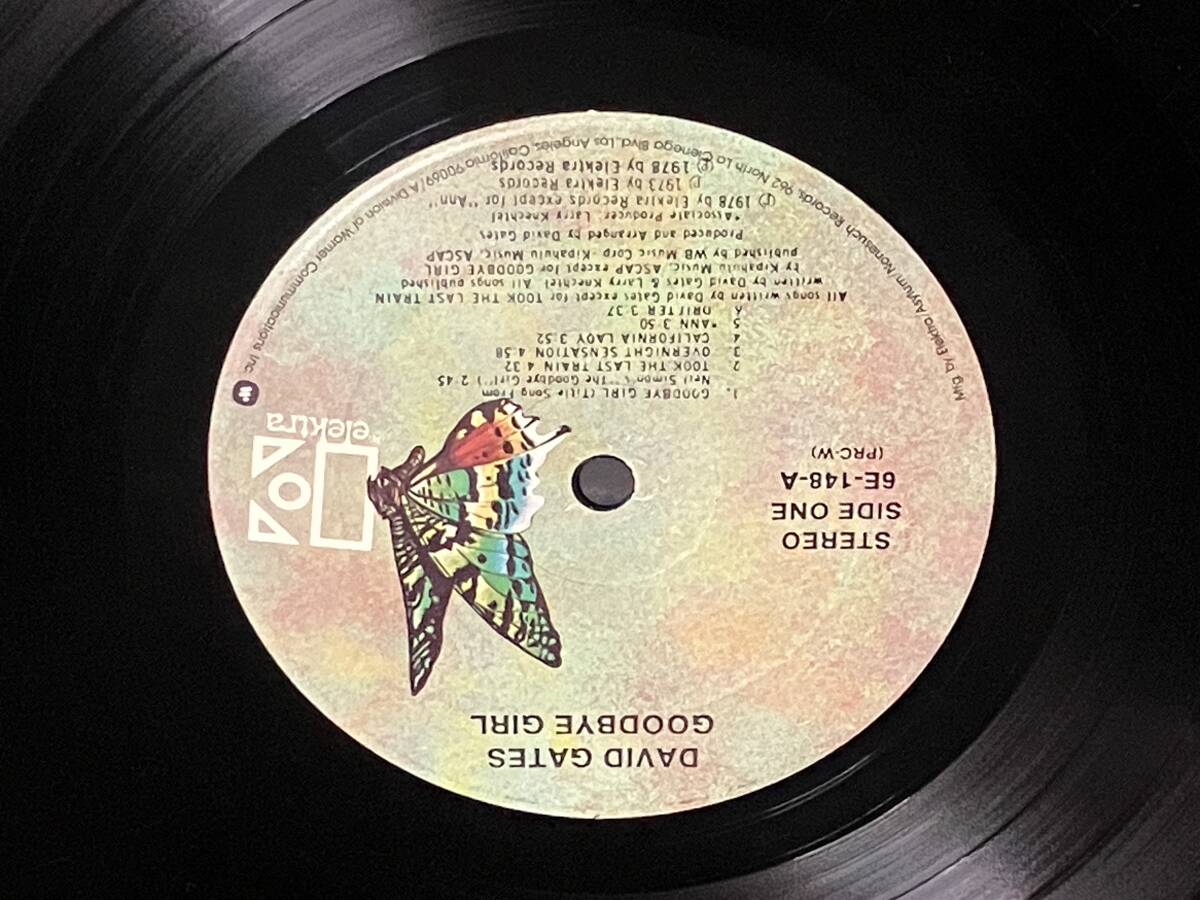 DAVID GATES
GOODBYE GIRL
STEREO
SIDE ONE
6E-148-A
(PRC-W)
elektra
1. GOODBYE GIRL (Title Song From
Neil Simon's "The Goodbye Girl") 2:45
2 TOOK THE LAST TRAIN 4:32
3 OVERNIGHT SENSATION 4:58
4 CALIFORNIA LADY 3:52
5 *ANN 3:50
6 DRIFTER 3:37
All songs written by David Gates except for TOOK THE LAST TRAIN
written by David Gates & Larry Knechtel. All songs published
by Kipahulu Music, ASCAP except for GOODBYE GIRL
published by WB Music Corp.-Kipahulu Music, ASCAP
Produced and Arranged by David Gates
*Associate Producer: Larry Knechtel
℗ 1978 by Elektra Records except for "Ann"
℗ 1973 by Elektra Records
℗ 1978 by Elektra Records
Mfg by Elektra/Asylum/Nonesuch Records, 962 North La Cienega Blvd., Los Angeles, California 90069/A Division of Warner Communications Inc.